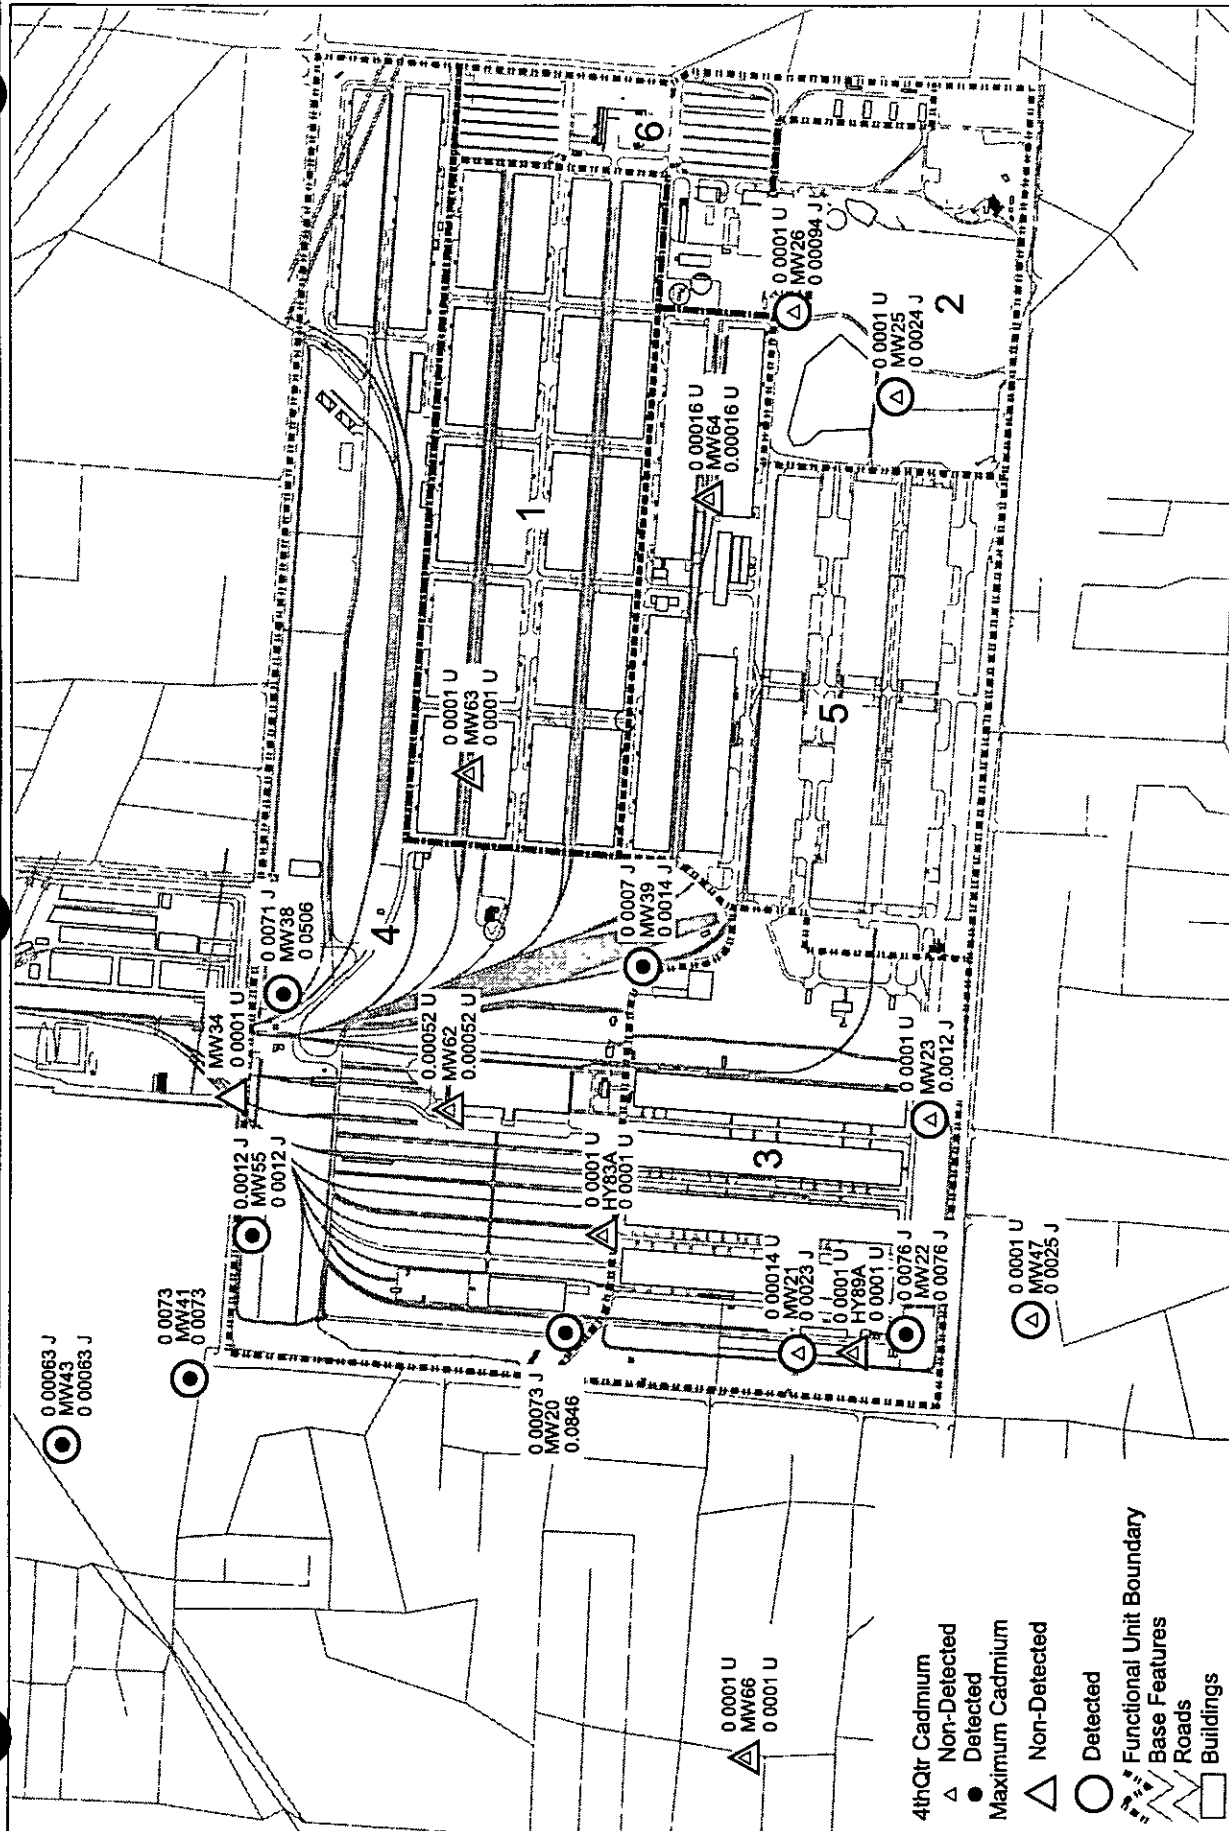 0 00063 J
MW43
0 00063 J
0 0073
MW41
0 0073
0.0012 J
MW55
0 0012 J
MW34
0 0001 U
0 0071 J
MW38
0 0506
0.00052 U
MW62
0.00052 U
4
0 0001 U
MW63
0 0001 U
1
6
0 0007 J
MW39
0 0014 J
0 00016 U
MW64
0.00016 U
0 0001 U
MW26
0 00094 J
0 0001 U
MW25
0 0024 J
2
5
0 00073 J
MW20
0.0846
0 0001 U
HY83A
0 0001 U
3
0 00014 U
MW21
0 0023 J
0 0001 U
HY89A
0 0001 U
0 0076 J
MW22
0 0076 J
0 0001 U
MW23
0.0012 J
0 0001 U
MW47
0 0025 J
0 0001 U
MW66
0 0001 U
4thQtr Cadmium
Non-Detected
Detected
Maximum Cadmium
Non-Detected
Detected
Functional Unit Boundary
Base Features
Roads
Buildings